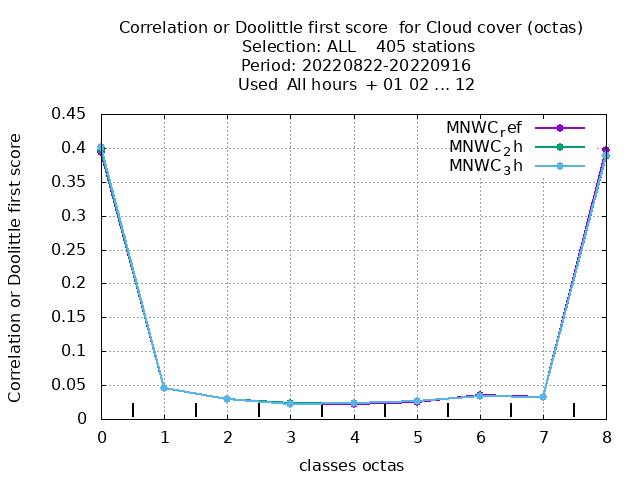 Correlation or Doolittle first score  for Cloud cover (octas)
Selection: ALL    405 stations
Period: 20220822-20220916
Used  All hours  + 01 02 ... 12
Correlation or Doolittle first score
0.45
0.4
0.35
0.3
0.25
0.2
0.15
0.1
0.05
0
MNWC_ref
MNWC_2h
MNWC_3h
0 1 2 3 4 5 6 7 8
classes octas